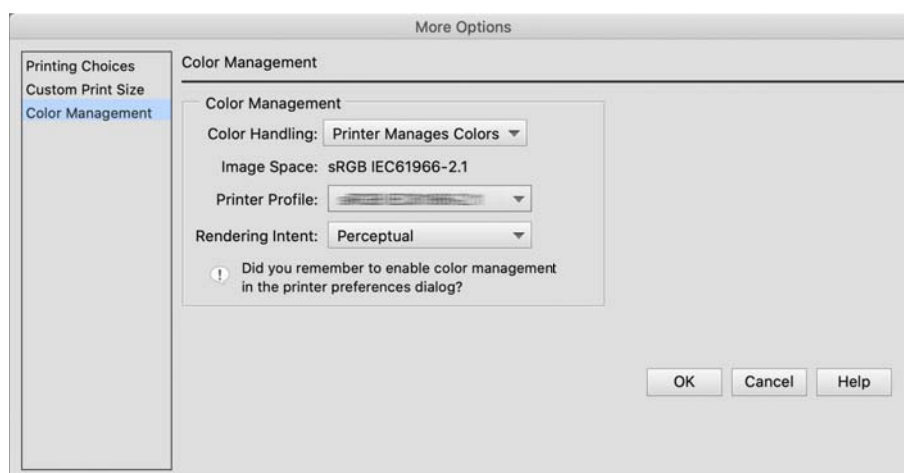 More Options
Printing Choices
Custom Print Size
Color Management
Color Management
Color Management
Color Handling: Printer Manages Colors
Image Space: sRGB IEC61966-2.1
Printer Profile:
Rendering Intent: Perceptual
! Did you remember to enable color management
in the printer preferences dialog?
OK Cancel Help